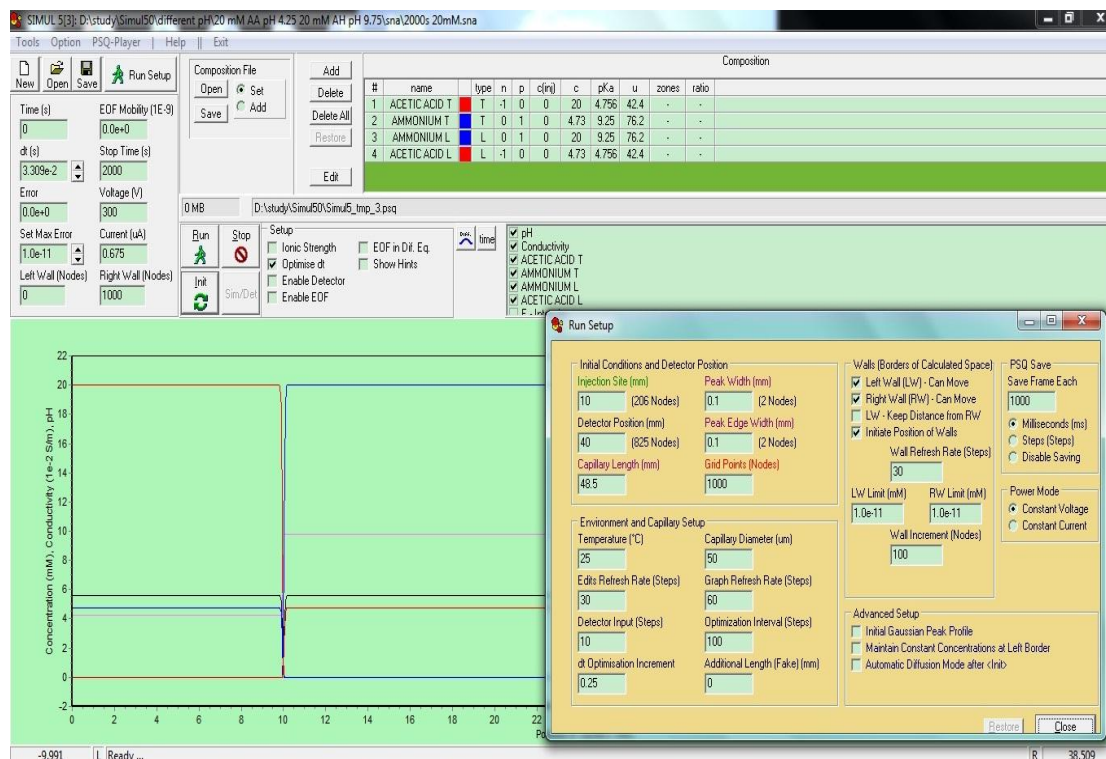 SIMUL 5[3]: D:\study\Simul50\different pH\20 mM AA pH 4.25 20 mM AH pH 9.75\sna\2000s 20mM.sna
Tools Option PSQ-Player | Help || Exit
New Open Save Run Setup
Time (s) EOF Mobility (1E-9)
0 0.0e+0
dt (s) Stop Time (s)
3.309e-2 2000
Error Voltage (V)
0.0e+0 300
Set Max Error Current (uA)
1.0e-11 0.675
Left Wall (Nodes) Right Wall (Nodes)
0 1000
Composition File
Open Set
Save Add
Add
Delete
Delete All
Restore
Edit
Composition
# name type n p c(inj) c pKa u zones ratio
1 ACETIC ACID T T -1 0 0 20 4.756 42.4 - -
2 AMMONIUM T T 0 1 0 4.73 9.25 76.2 - -
3 AMMONIUM L L 0 1 0 20 9.25 76.2 - -
4 ACETIC ACID L L -1 0 0 4.73 4.756 42.4 - -
0 MB D:\study\Simul50\Simul5_tmp_3.psq
Run Stop
Init Sim/Det
Setup
Ionic Strength EOF in Dif. Eq.
Optimise dt Show Hints
Enable Detector
Enable EOF
time
pH
Conductivity
ACETIC ACID T
AMMONIUM T
AMMONIUM L
ACETIC ACID L
Concentration (mM), Conductivity (1e-2 S/m), pH
22
20
18
16
14
12
10
8
6
4
2
0
-2
0 2 4 6 8 10 12 14 16 18 20 22
Run Setup
Initial Conditions and Detector Position
Injection Site (mm) Peak Width (mm)
10 (206 Nodes) 0.1 (2 Nodes)
Detector Position (mm) Peak Edge Width (mm)
40 (825 Nodes) 0.1 (2 Nodes)
Capillary Length (mm) Grid Points (Nodes)
48.5 1000
Environment and Capillary Setup
Temperature (°C) Capillary Diameter (um)
25 50
Edits Refresh Rate (Steps) Graph Refresh Rate (Steps)
30 60
Detector Input (Steps) Optimization Interval (Steps)
10 100
dt Optimisation Increment Additional Length (Fake) (mm)
0.25 0
Walls (Borders of Calculated Space)
Left Wall (LW) - Can Move
Right Wall (RW) - Can Move
LW - Keep Distance from RW
Initiate Position of Walls
Wall Refresh Rate (Steps)
30
LW Limit (mM) RW Limit (mM)
1.0e-11 1.0e-11
Wall Increment (Nodes)
100
PSQ Save
Save Frame Each
1000
Milliseconds (ms)
Steps (Steps)
Disable Saving
Power Mode
Constant Voltage
Constant Current
Advanced Setup
Initial Gaussian Peak Profile
Maintain Constant Concentrations at Left Border
Automatic Diffusion Mode after <Init>
Restore Close
-9.991 L Ready ... R 38.509